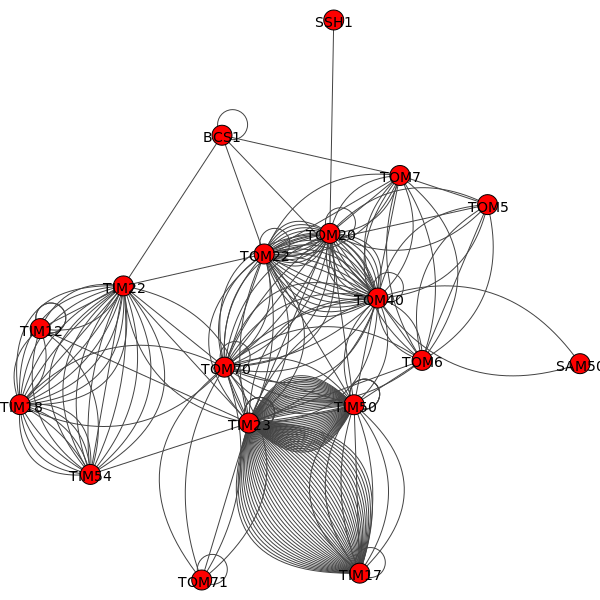 SSH1
BCS1
TOM7
TOM5
TOM20
TOM22
TIM22
TOM40
TIM12
TOM6
SAM50
TOM70
TIM18
TIM50
TIM23
TIM54
TIM17
TOM71